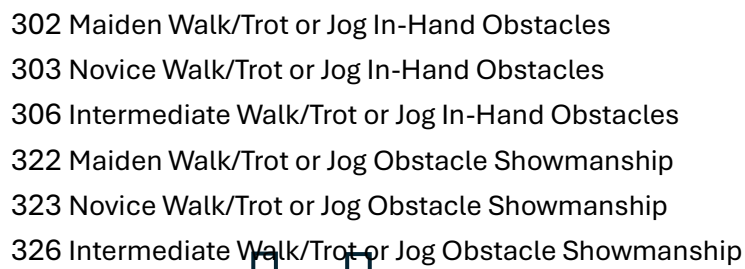 302 Maiden Walk/Trot or Jog In-Hand Obstacles
303 Novice Walk/Trot or Jog In-Hand Obstacles
306 Intermediate Walk/Trot or Jog In-Hand Obstacles
322 Maiden Walk/Trot or Jog Obstacle Showmanship
323 Novice Walk/Trot or Jog Obstacle Showmanship
326 Intermediate Walk/Trot or Jog Obstacle Showmanship